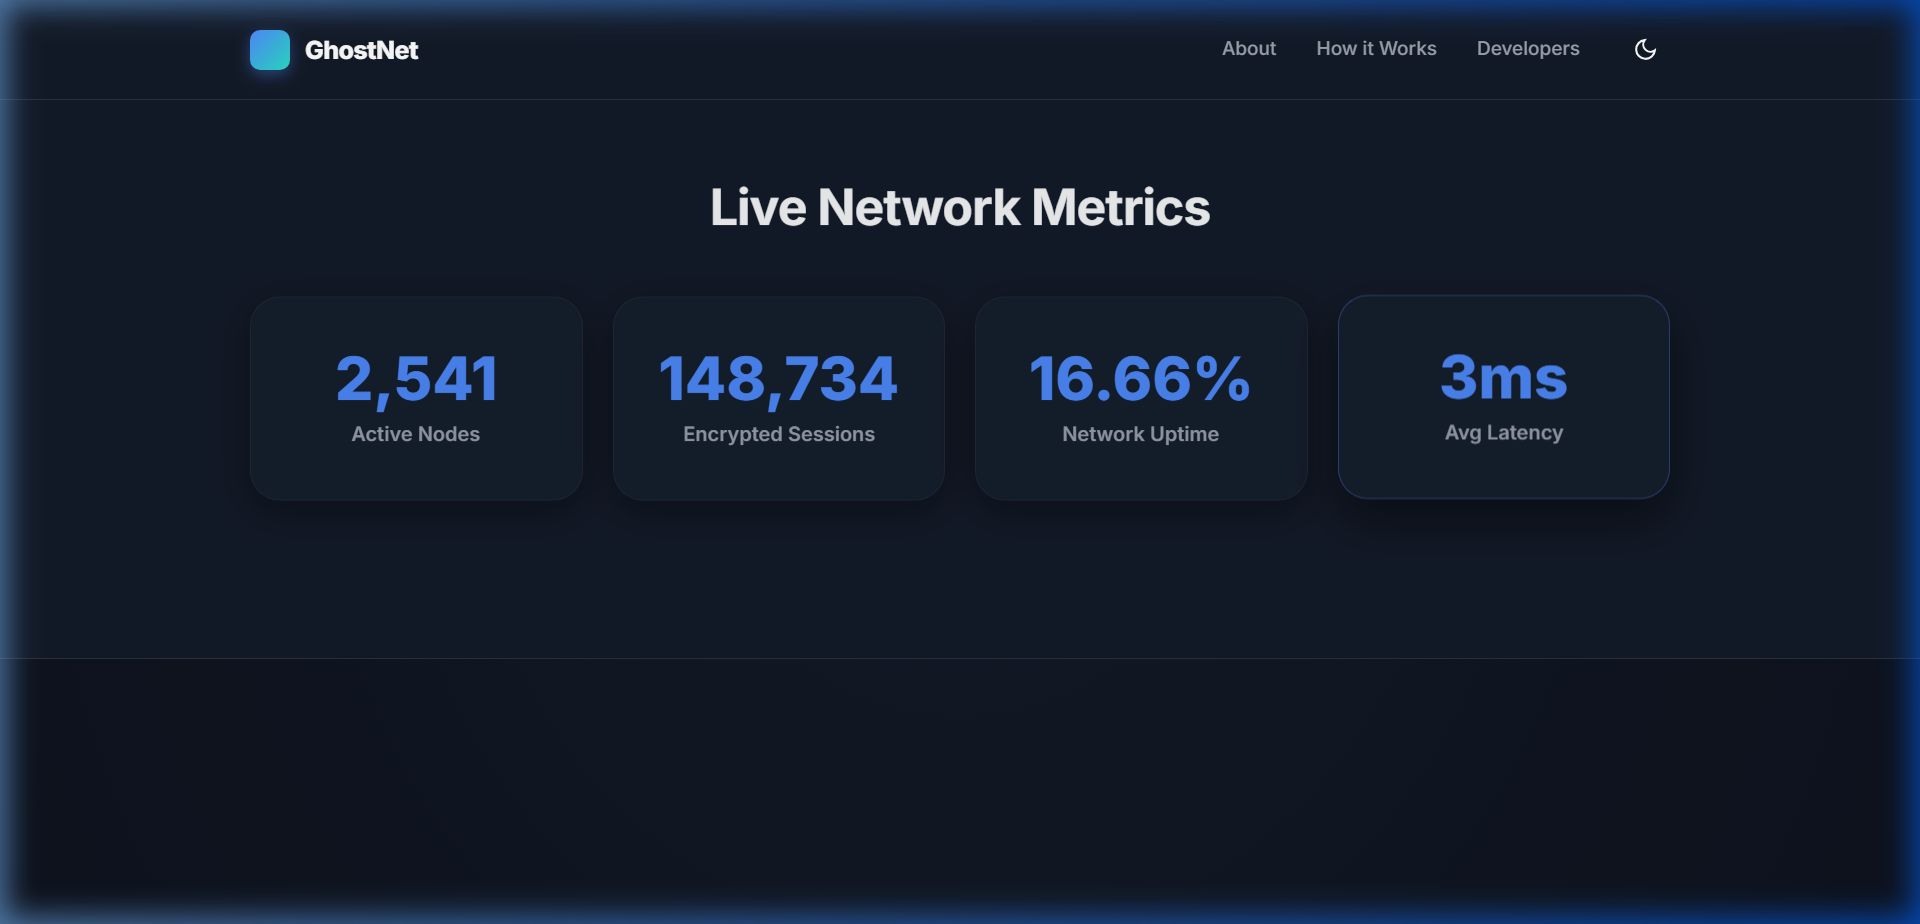 GhostNet
About
How it Works
Developers
Live Network Metrics
2,541
Active Nodes
148,734
Encrypted Sessions
16.66%
Network Uptime
3ms
Avg Latency